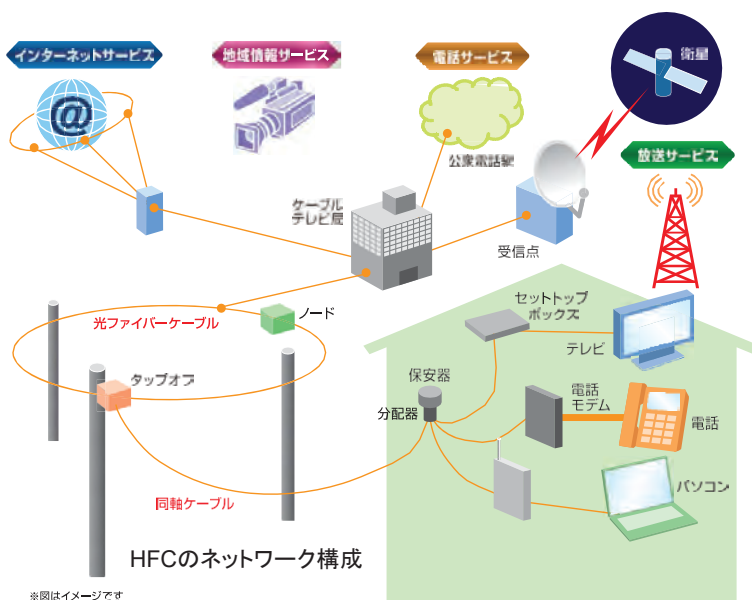 インターネットサービス
地域情報サービス
電話サービス
衛星
@
公衆電話網
放送サービス
ケーブル
テレビ局
受信点
光ファイバーケーブル
ノード
セットトップ
ボックス
テレビ
タップオフ
保安器
分配器
電話
モデム
電話
同軸ケーブル
パソコン
HFCのネットワーク構成
※図はイメージです